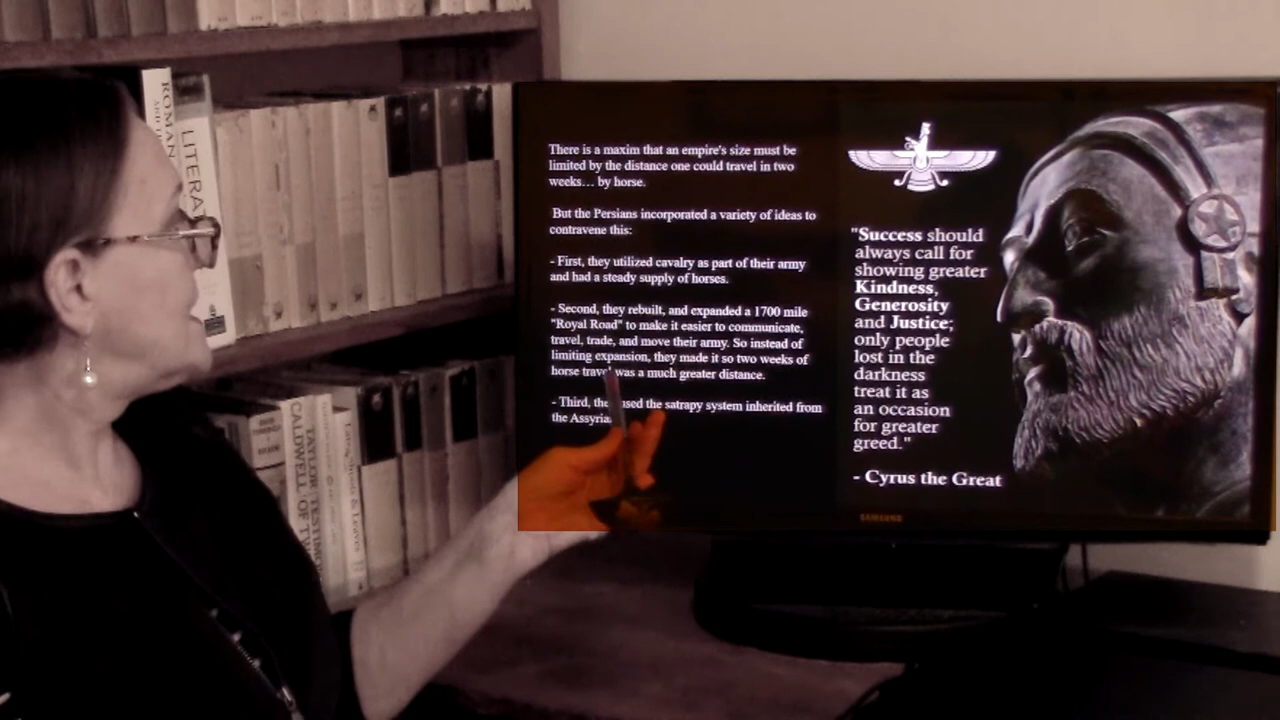 ROMAN
LITERA
TAYLOR TESTIMO
CALDWELL: OF TW
& Leaves
There is a maxim that an empire's size must be
limited by the distance one could travel in two
weeks... by horse.
But the Persians incorporated a variety of ideas to
contravene this:
- First, they utilized cavalry as part of their army
and had a steady supply of horses.
- Second, they rebuilt, and expanded a 1700 mile
"Royal Road" to make it easier to communicate,
travel, trade, and move their army. So instead of
limiting expansion, they made it so two weeks of
horse travel was a much greater distance.
- Third, the used the satrapy system inherited from
the Assyria
"Success should
always call for
showing greater
Kindness,
Generosity
and Justice;
only people
lost in the
darkness
treat it as
an occasion
for greater
greed."
- Cyrus the Great
SAMSUNG